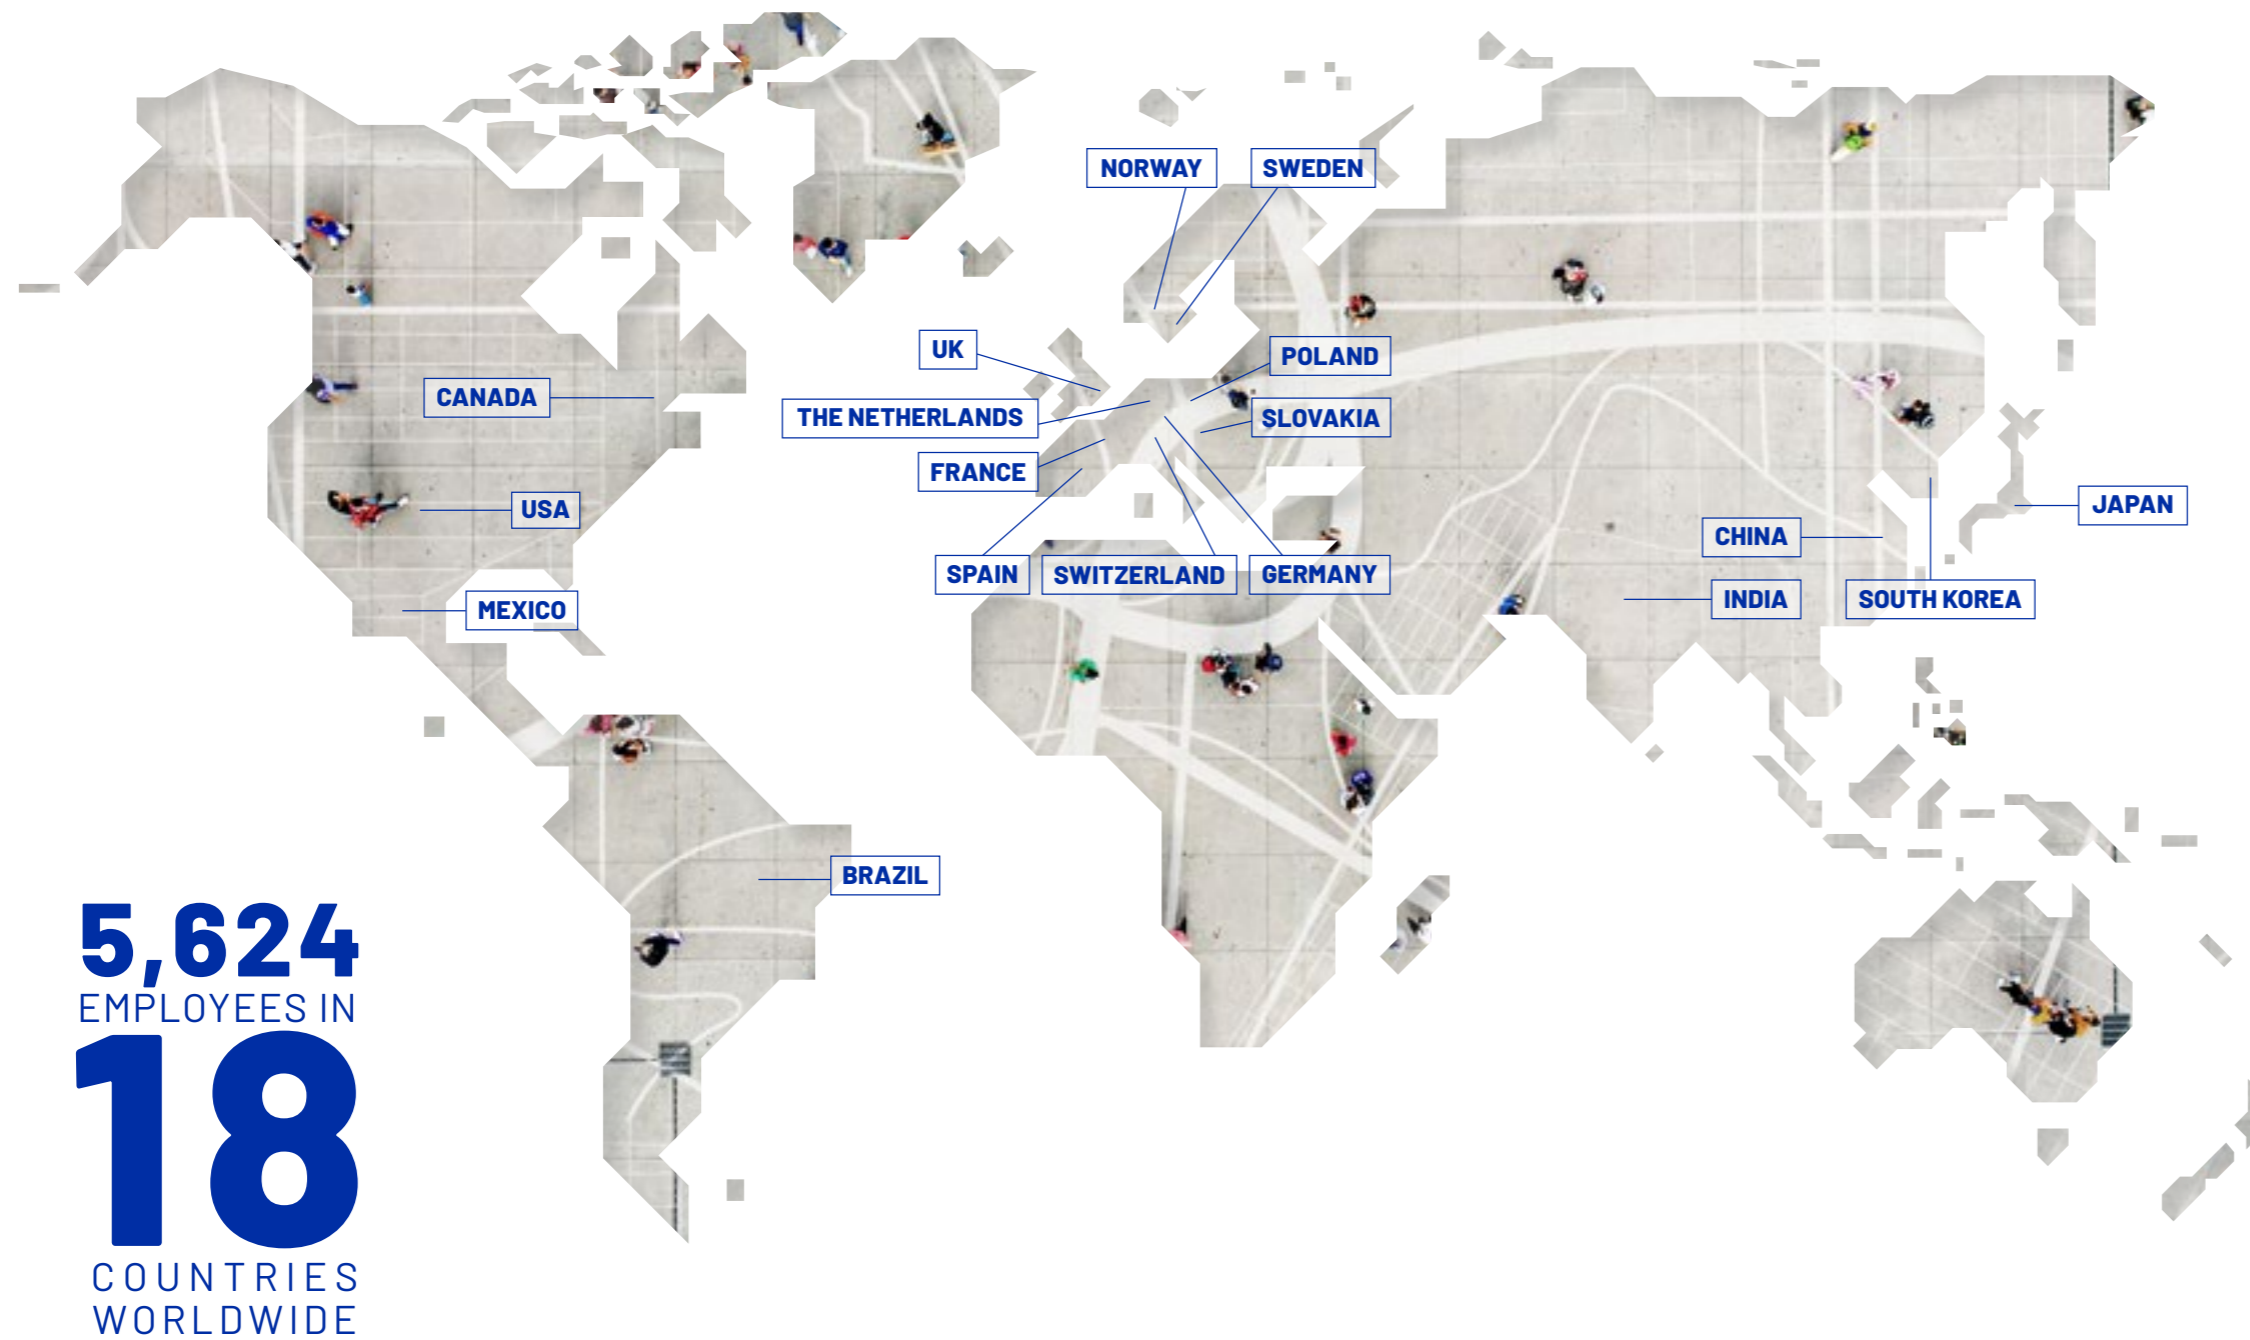 NORWAY
SWEDEN
UK
POLAND
CANADA
THE NETHERLANDS
SLOVAKIA
FRANCE
USA
JAPAN
CHINA
SPAIN
SWITZERLAND
GERMANY
MEXICO
INDIA
SOUTH KOREA
BRAZIL
5,624
EMPLOYEES IN
18
COUNTRIES
WORLDWIDE